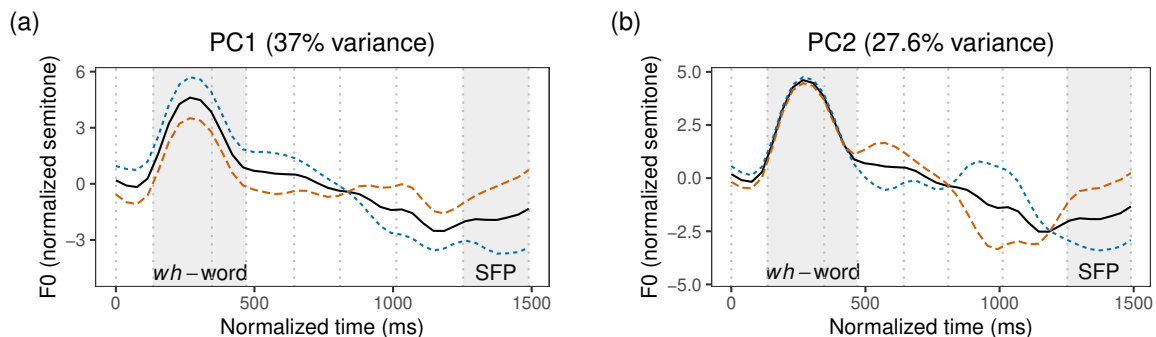 (a)
PC1 (37% variance)
F0 (normalized semitone)
6
3
0
−3
wh−word
SFP
0
500
1000
1500
Normalized time (ms)
(b)
PC2 (27.6% variance)
F0 (normalized semitone)
5.0
2.5
0.0
−2.5
−5.0
wh−word
SFP
0
500
1000
1500
Normalized time (ms)